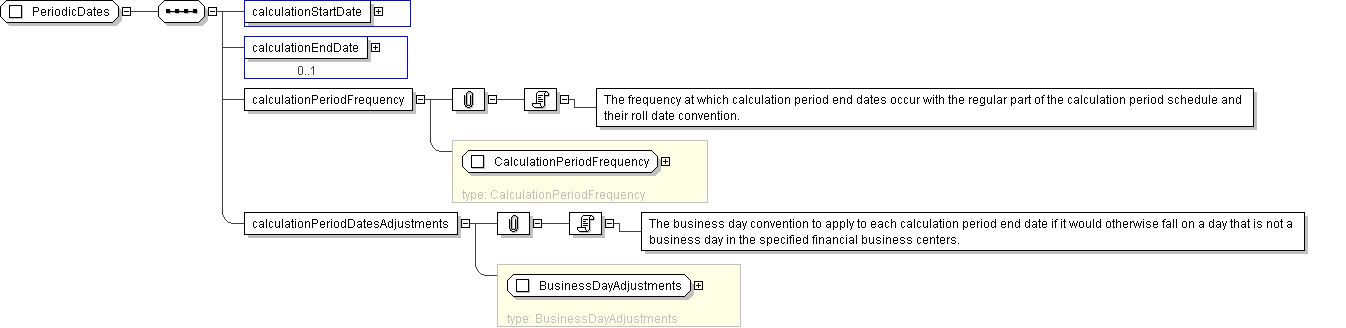 PeriodicDates
calculationStartDate
calculationEndDate
0..1
calculationPeriodFrequency
The frequency at which calculation period end dates occur with the regular part of the calculation period schedule and
their roll date convention.
CalculationPeriodFrequency
type: CalculationPeriodFrequency
calculationPeriodDatesAdjustments
The business day convention to apply to each calculation period end date if it would otherwise fall on a day that is not a
business day in the specified financial business centers.
BusinessDayAdjustments
type: BusinessDayAdjustments